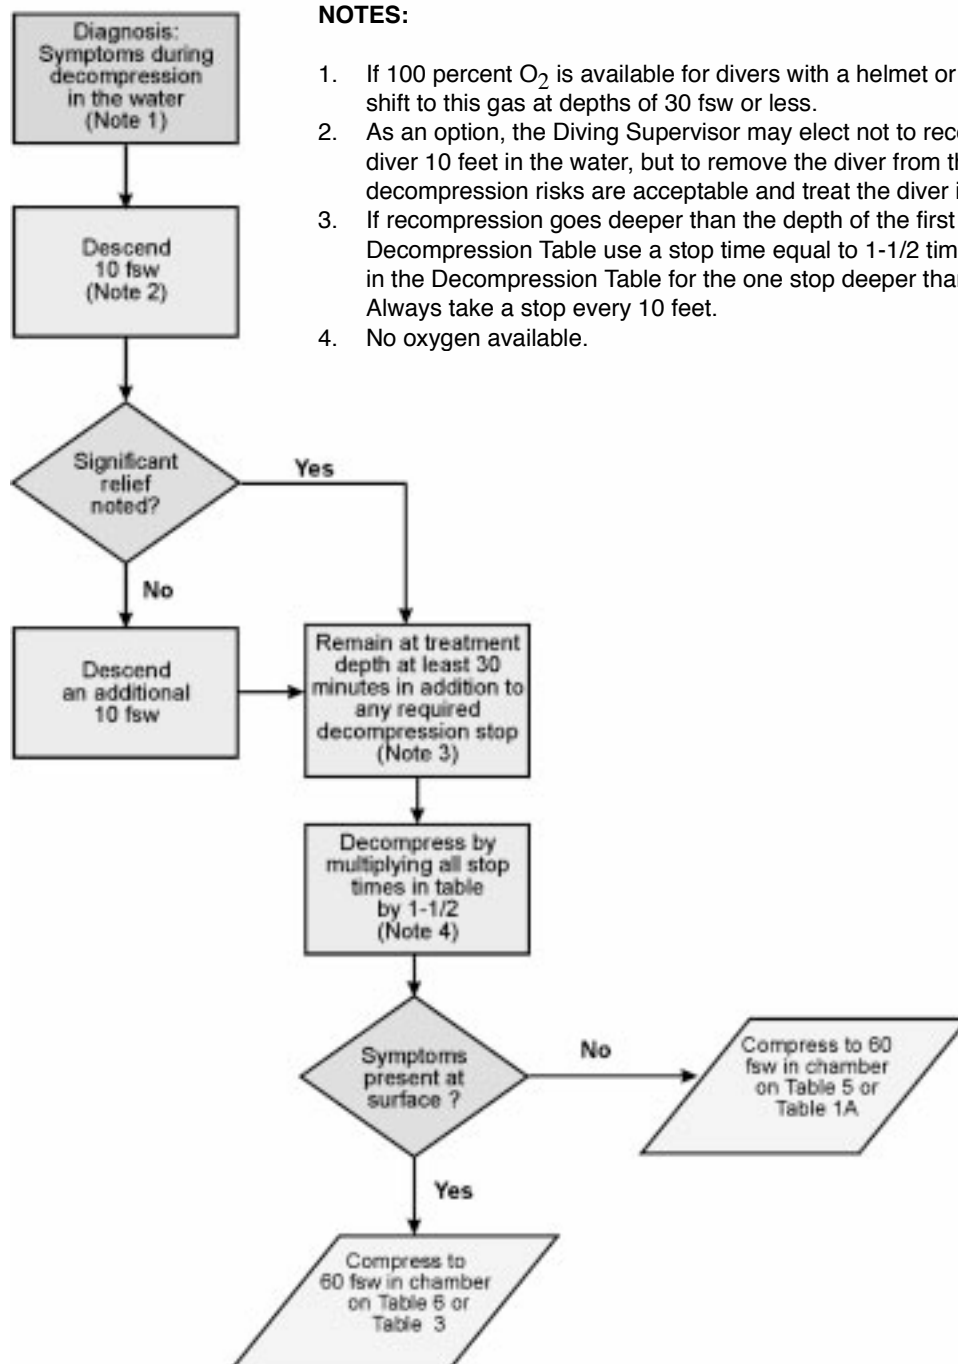 NOTES:
1. If 100 percent O2 is available for divers with a helmet or
shift to this gas at depths of 30 fsw or less.
2. As an option, the Diving Supervisor may elect not to
diver 10 feet in the water, but to remove the diver from
decompression risks are acceptable and treat the diver
3. If recompression goes deeper than the depth of the first
Decompression Table use a stop time equal to 1-1/2
in the Decompression Table for the one stop deeper
Always take a stop every 10 feet.
4. No oxygen available.
Diagnosis:
Symptoms during
decompression
in the water
(Note 1)
Descend
10 fsw
(Note 2)
Significant
relief
noted?
Yes
No
Descend
an additional
10 fsw
Remain at treatment
depth at least 30
minutes in addition to
any required
decompression stop
(Note 3)
Decompress by
multiplying all stop
times in table
by 1-1/2
(Note 4)
Symptoms
present at
surface ?
No
Compress to 60
fsw in chamber
on Table 5 or
Table 1A
Yes
Compress to
60 fsw in chamber
on Table 6 or
Table 3